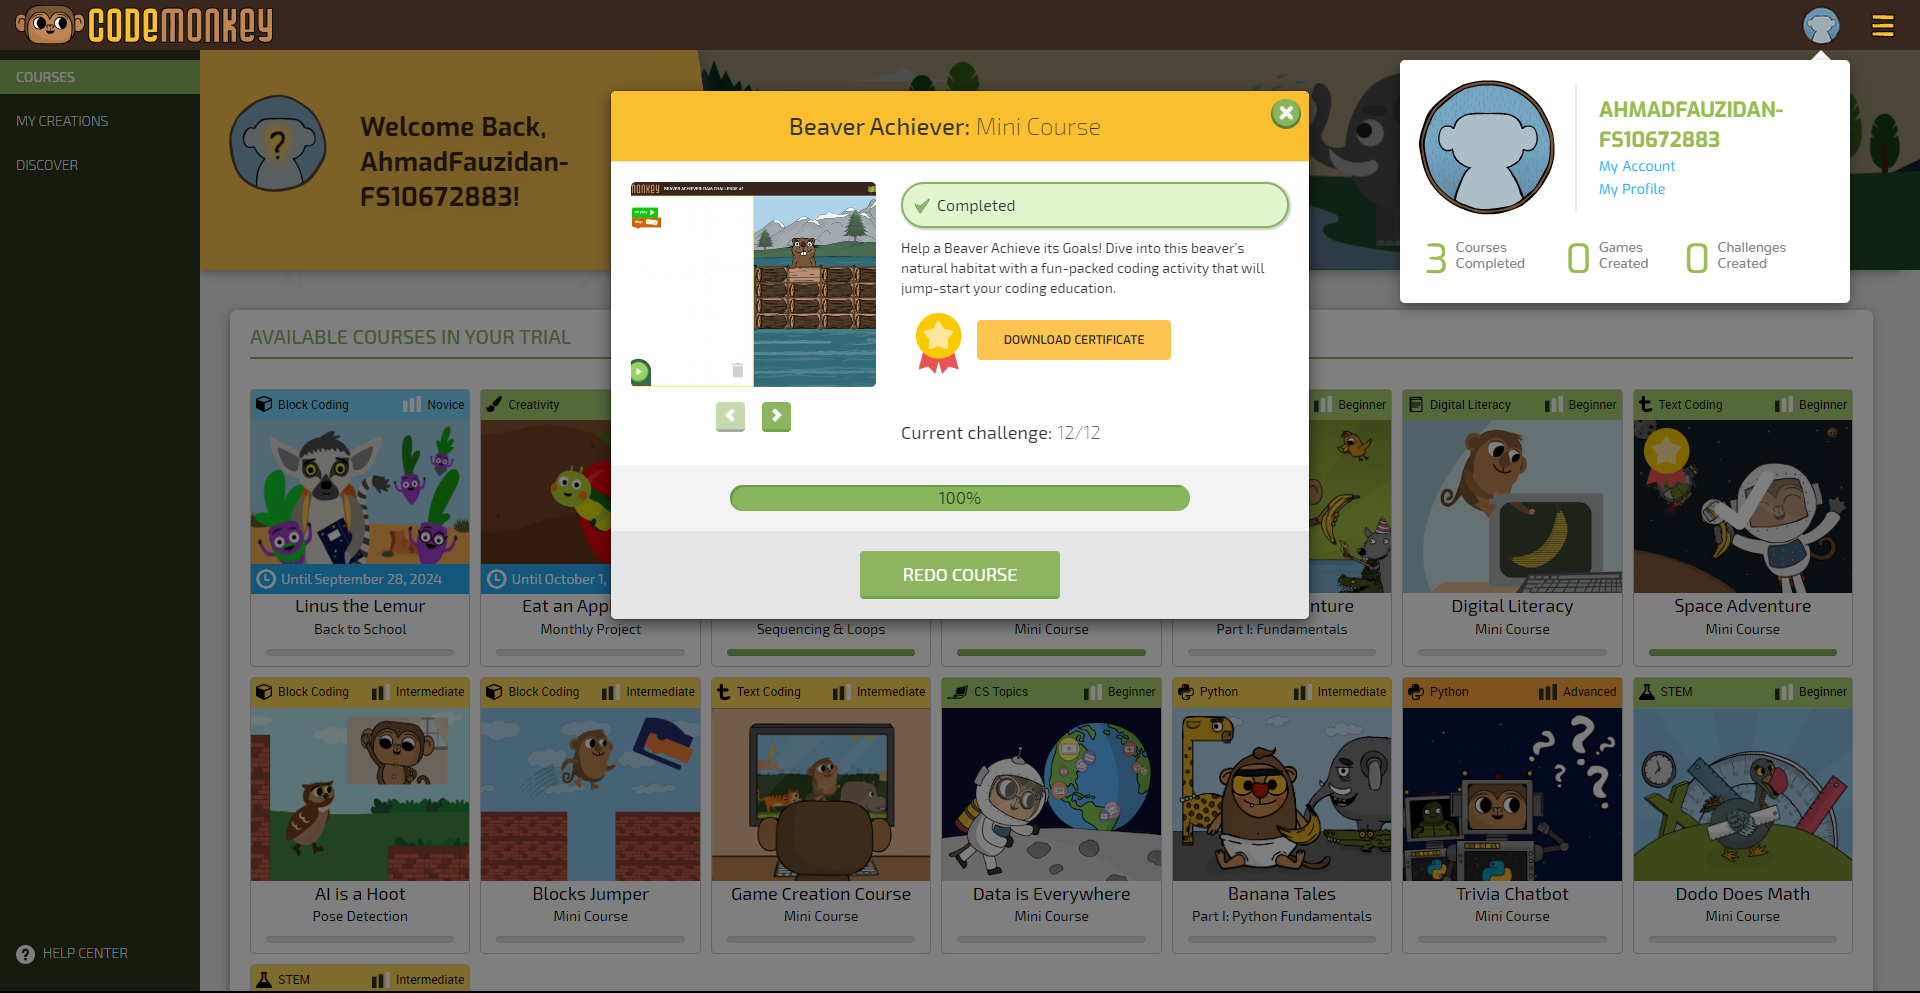 CODEMONKEY
COURSES
MY CREATIONS
DISCOVER
HELP CENTER
Welcome Back,
AhmadFauzidan-
FS10672883!
AHMADFAUZIDAN-
FS10672883
My Account
My Profile
3 Courses Completed
0 Games Created
0 Challenges Created
Beaver Achiever: Mini Course
Completed
Help a Beaver Achieve its Goals! Dive into this beaver's
natural habitat with a fun-packed coding activity that will
jump-start your coding education.
DOWNLOAD CERTIFICATE
Current challenge: 12/12
100%
REDO COURSE
AVAILABLE COURSES IN YOUR TRIAL
Block Coding Novice
Until September 28, 2024
Linus the Lemur
Back to School
Creativity
Until October 1,
Eat an App
Monthly Project
Sequencing & Loops
Mini Course
Beginner
nture
Part I: Fundamentals
Digital Literacy Beginner
Digital Literacy
Mini Course
Text Coding Beginner
Space Adventure
Mini Course
Block Coding Intermediate
AI is a Hoot
Pose Detection
Block Coding Intermediate
Blocks Jumper
Mini Course
Text Coding Intermediate
Game Creation Course
Mini Course
CS Topics Beginner
Data is Everywhere
Mini Course
Python Intermediate
Banana Tales
Part I: Python Fundamentals
Python Advanced
Trivia Chatbot
Mini Course
STEM Beginner
Dodo Does Math
Mini Course
STEM Intermediate